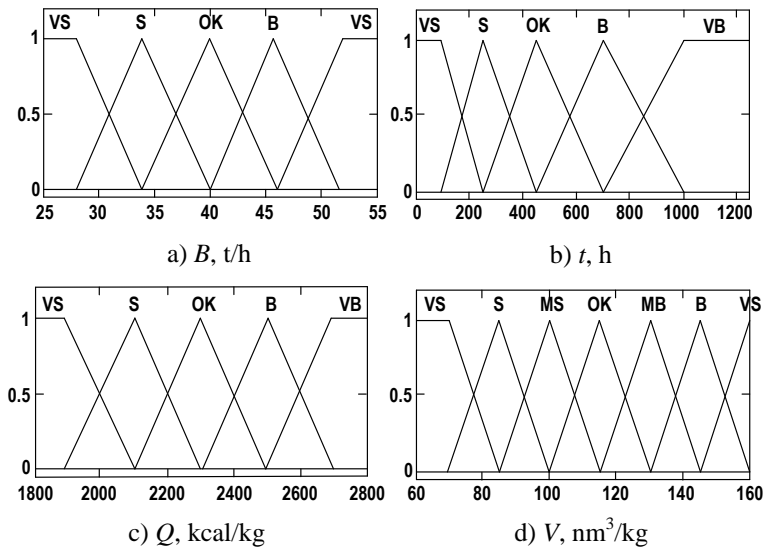 VS S OK B VS
1
0.5
0
25 30 35 40 45 50 55
a) B, t/h
VS S OK B VB
1
0.5
0
0 200 400 600 800 1000 1200
b) t, h
VS S OK B VB
1
0.5
0
1800 2000 2200 2400 2600 2800
c) Q, kcal/kg
VS S MS OK MB B VS
1
0.5
0
60 80 100 120 140 160
d) V, nm³/kg